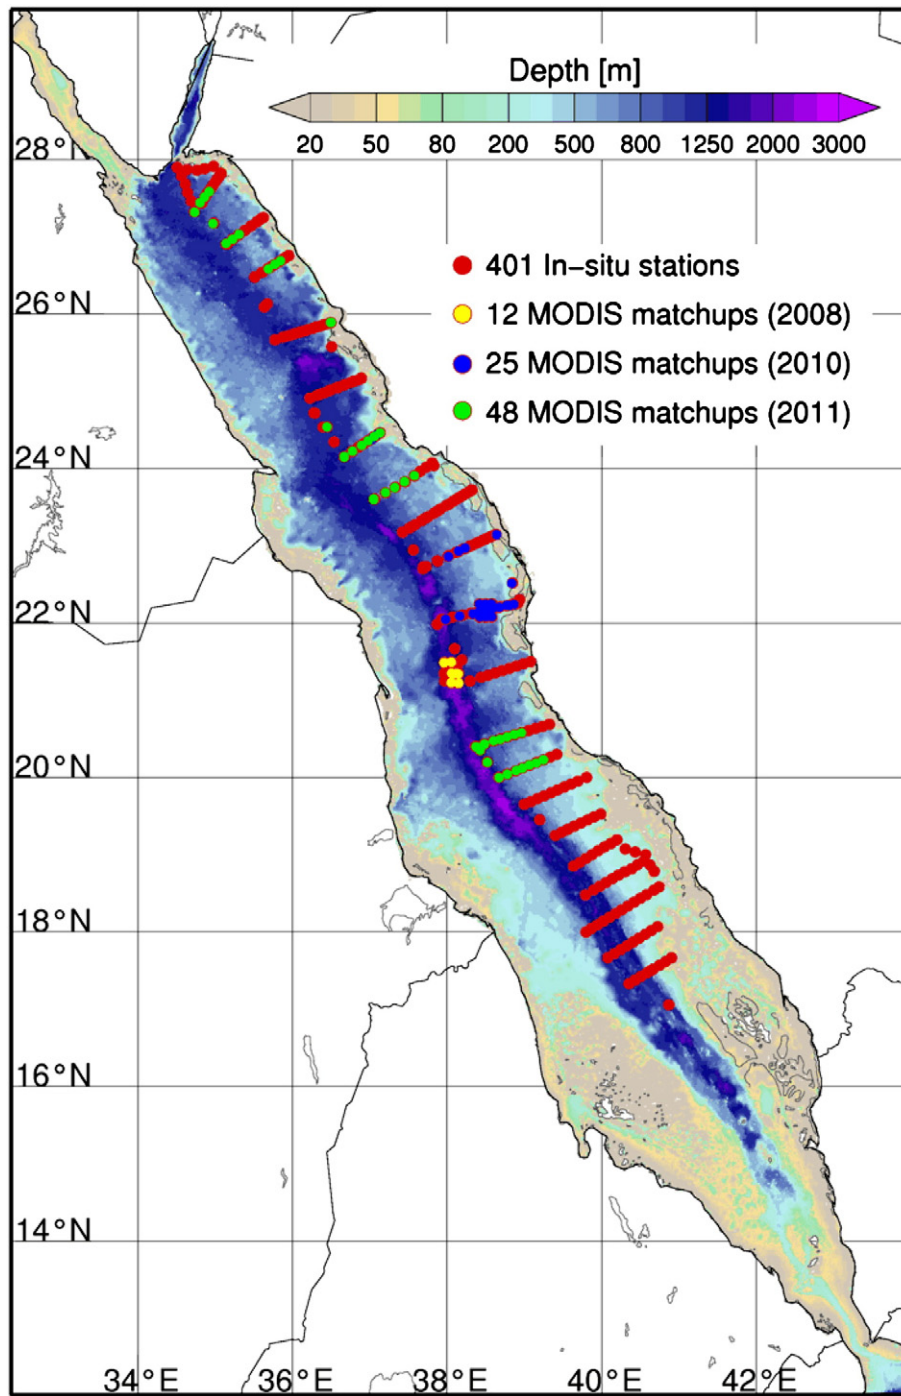 Depth [m]
20 50 80 200 500 800 1250 2000 3000
28°N
401 In-situ stations
26°N
12 MODIS matchups (2008)
25 MODIS matchups (2010)
48 MODIS matchups (2011)
24°N
22°N
20°N
18°N
16°N
14°N
34°E 36°E 38°E 40°E 42°E